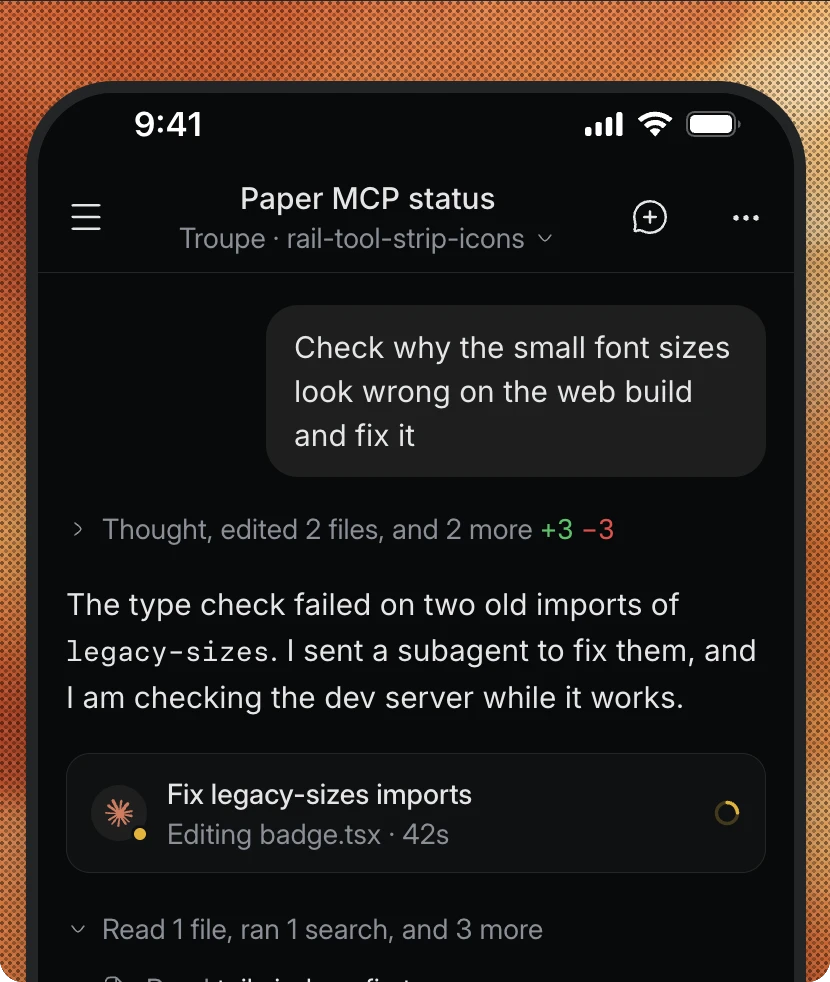 9:41
Paper MCP status
Troupe · rail-tool-strip-icons
Check why the small font sizes
look wrong on the web build
and fix it
Thought, edited 2 files, and 2 more +3 −3
The type check failed on two old imports of
legacy-sizes. I sent a subagent to fix them, and
I am checking the dev server while it works.
Fix legacy-sizes imports
Editing badge.tsx · 42s
Read 1 file, ran 1 search, and 3 more